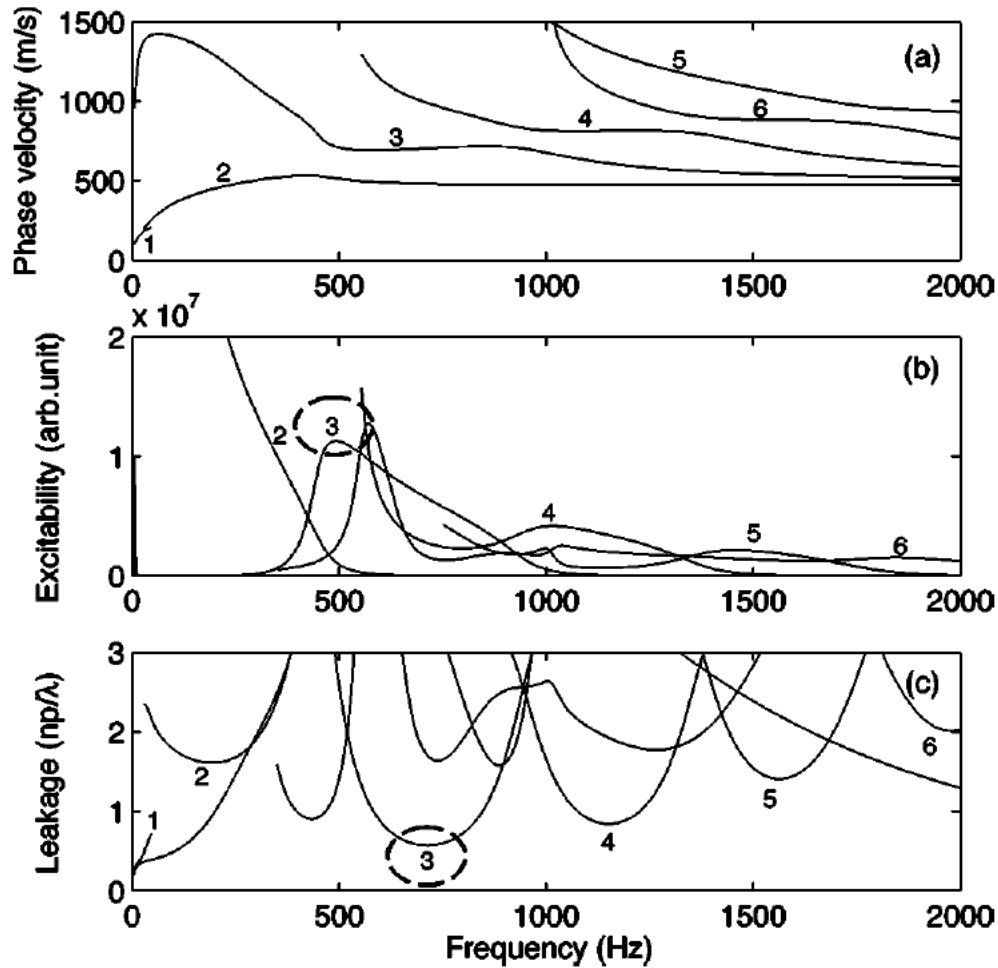 1500
1000
500
0
Phase velocity (m/s)
(a)
1
2
3
4
5
6
0 500 1000 1500 2000
x 10^7
2
1
0
Excitability (arb.unit)
(b)
2
3
4
5
6
0 500 1000 1500 2000
3
2
1
0
Leakage (np/λ)
(c)
1
2
3
4
5
6
0 500 1000 1500 2000
Frequency (Hz)